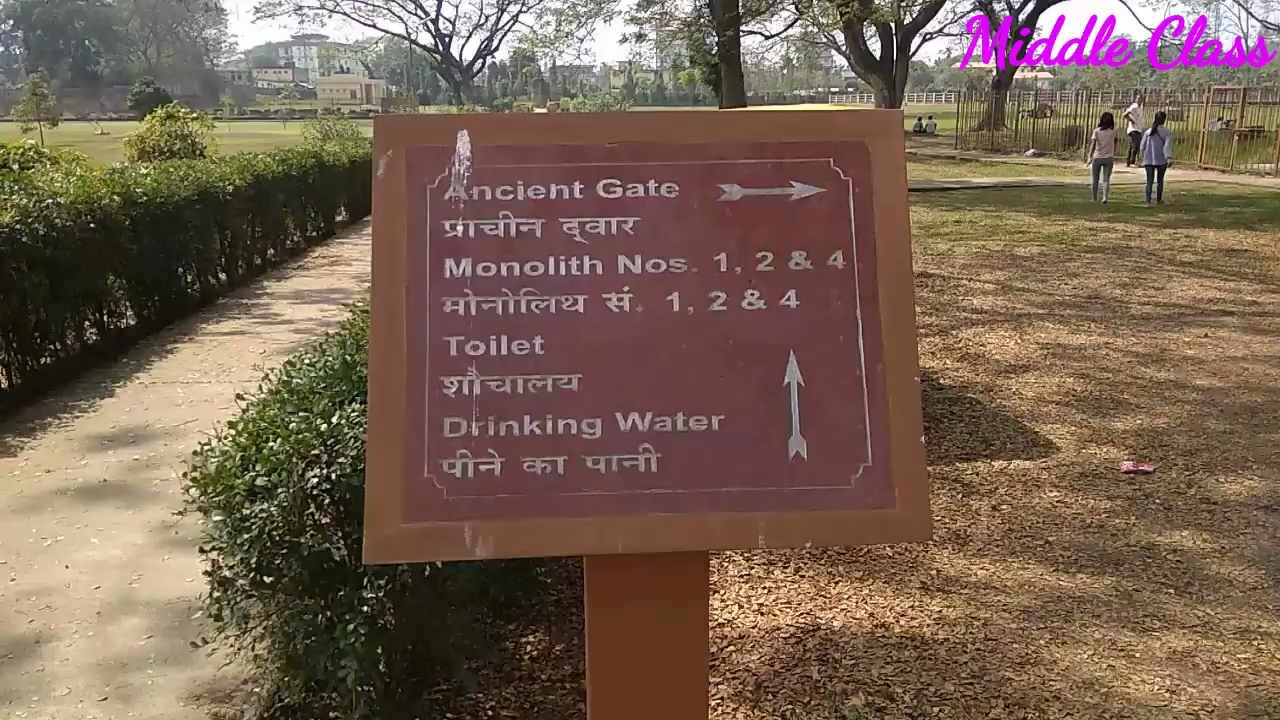 Middle Class
Ancient Gate
प्राचीन द्वार
Monolith Nos. 1, 2 & 4
मोनोलिथ सं. 1, 2 & 4
Toilet
शौचालय
Drinking Water
पीने का पानी